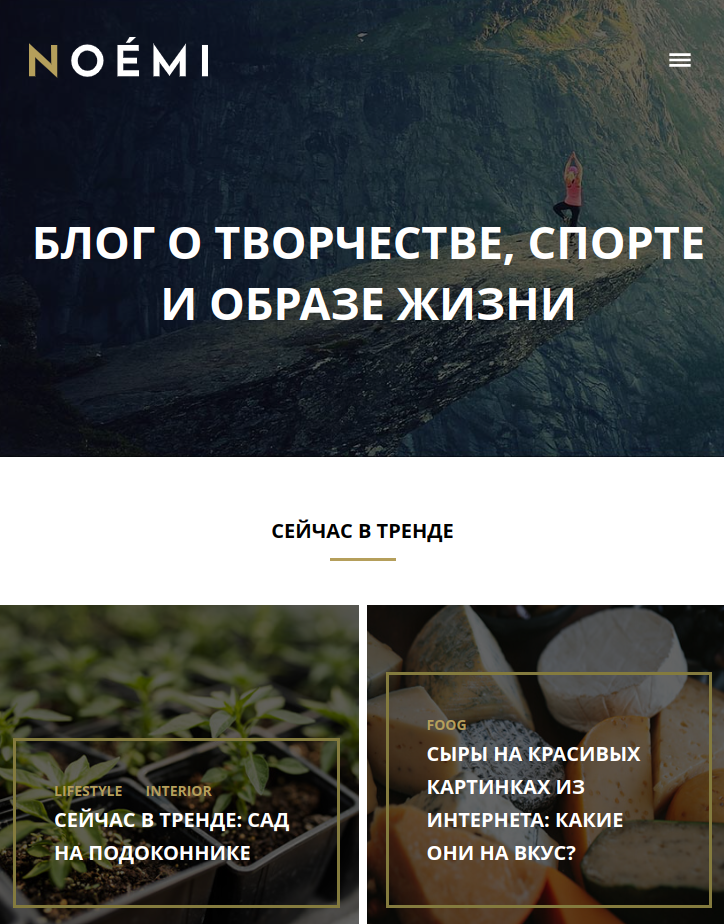 NOÉMI
БЛОГ О ТВОРЧЕСТВЕ, СПОРТЕ
И ОБРАЗЕ ЖИЗНИ
СЕЙЧАС В ТРЕНДЕ
LIFESTYLE INTERIOR
СЕЙЧАС В ТРЕНДЕ: САД
НА ПОДОКОННИКЕ
FOOG
СЫРЫ НА КРАСИВЫХ
КАРТИНКАХ ИЗ
ИНТЕРНЕТА: КАКИЕ
ОНИ НА ВКУС?